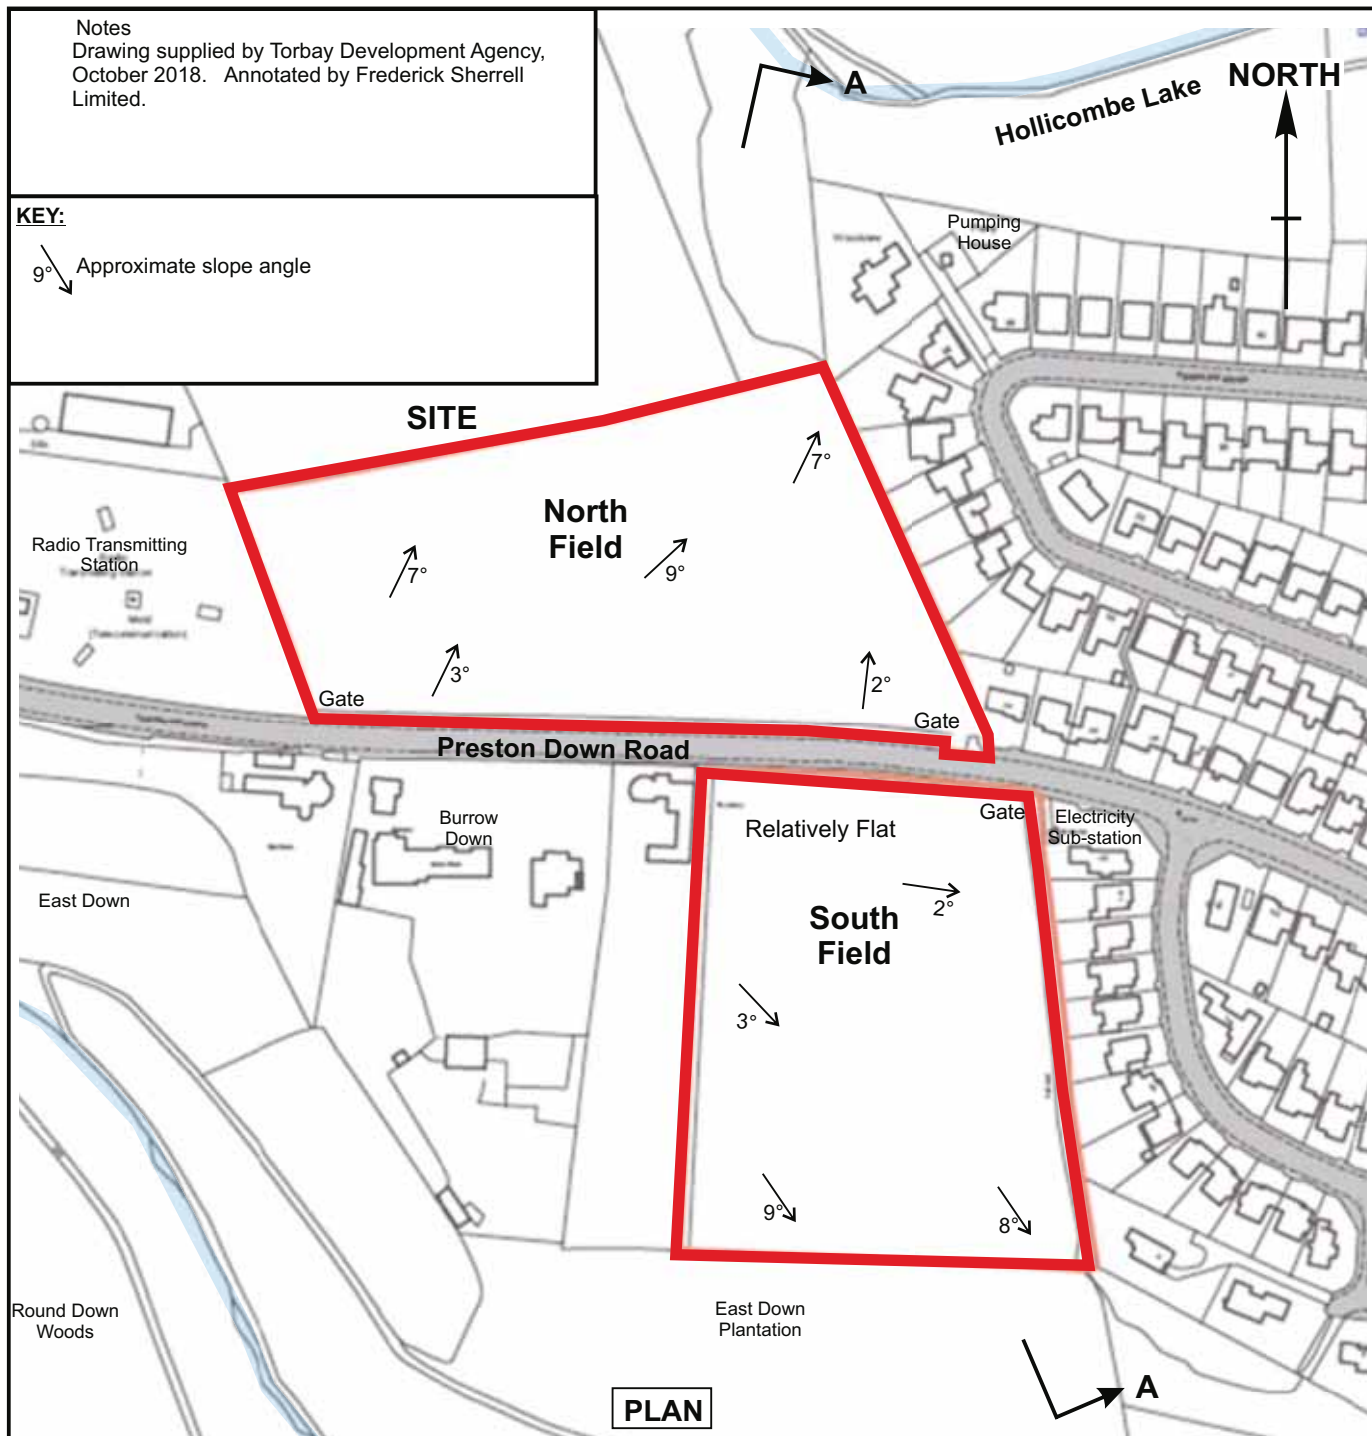 Notes
Drawing supplied by Torbay Development Agency,
October 2018. Annotated by Frederick Sherrell
Limited.
KEY:
9° Approximate slope angle
A
Hollicombe Lake
NORTH
Pumping
House
SITE
7°
North
Field
Radio Transmitting
Station
7°
9°
3°
2°
Gate
Gate
Preston Down Road
Gate
Electricity
Sub-station
Burrow
Down
Relatively Flat
East Down
2°
South
Field
3°
9°
8°
Round Down
Woods
East Down
Plantation
A
PLAN